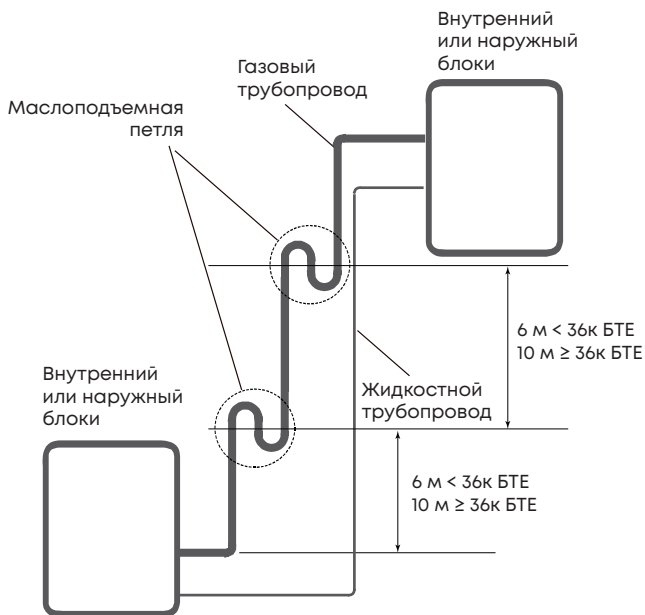 Внутренний
или наружный
блоки
Газовый
трубопровод
Маслоподъемная
петля
6 м < 36к БТЕ
10 м ≥ 36к БТЕ
Внутренний
или наружный
блоки
Жидкостной
трубопровод
6 м < 36к БТЕ
10 м ≥ 36к БТЕ